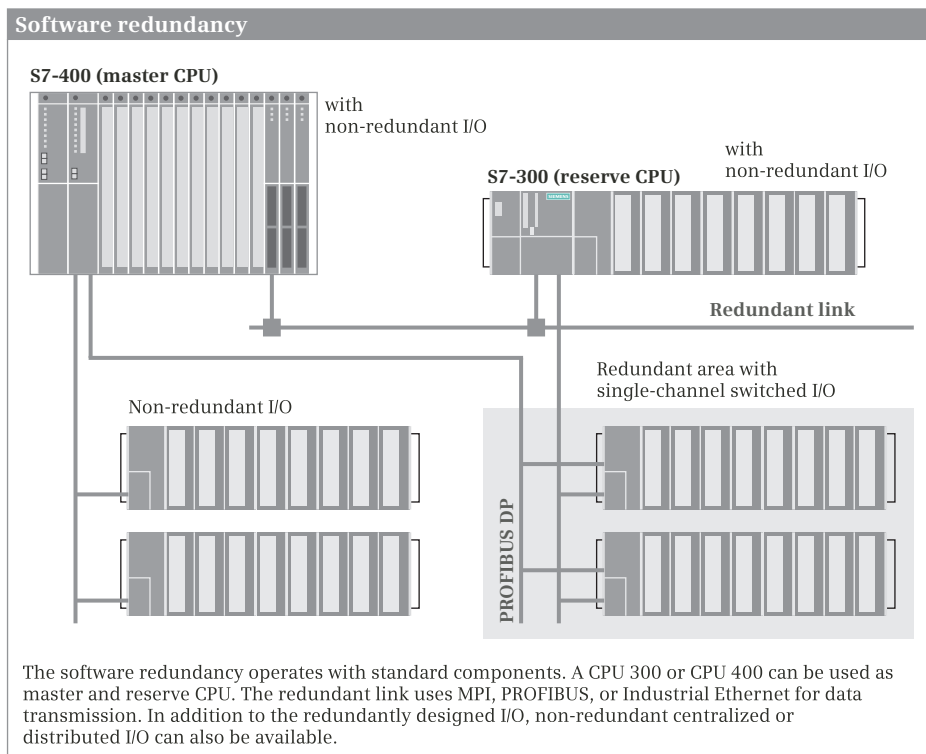 Software redundancy
S7-400 (master CPU)
with
non-redundant I/O
with
non-redundant I/O
S7-300 (reserve CPU)
SIEMENS
Redundant link
Redundant area with
single-channel switched I/O
Non-redundant I/O
PROFIBUS DP
The software redundancy operates with standard components. A CPU 300 or CPU 400 can be used as
master and reserve CPU. The redundant link uses MPI, PROFIBUS, or Industrial Ethernet for data
transmission. In addition to the redundantly designed I/O, non-redundant centralized or
distributed I/O can also be available.